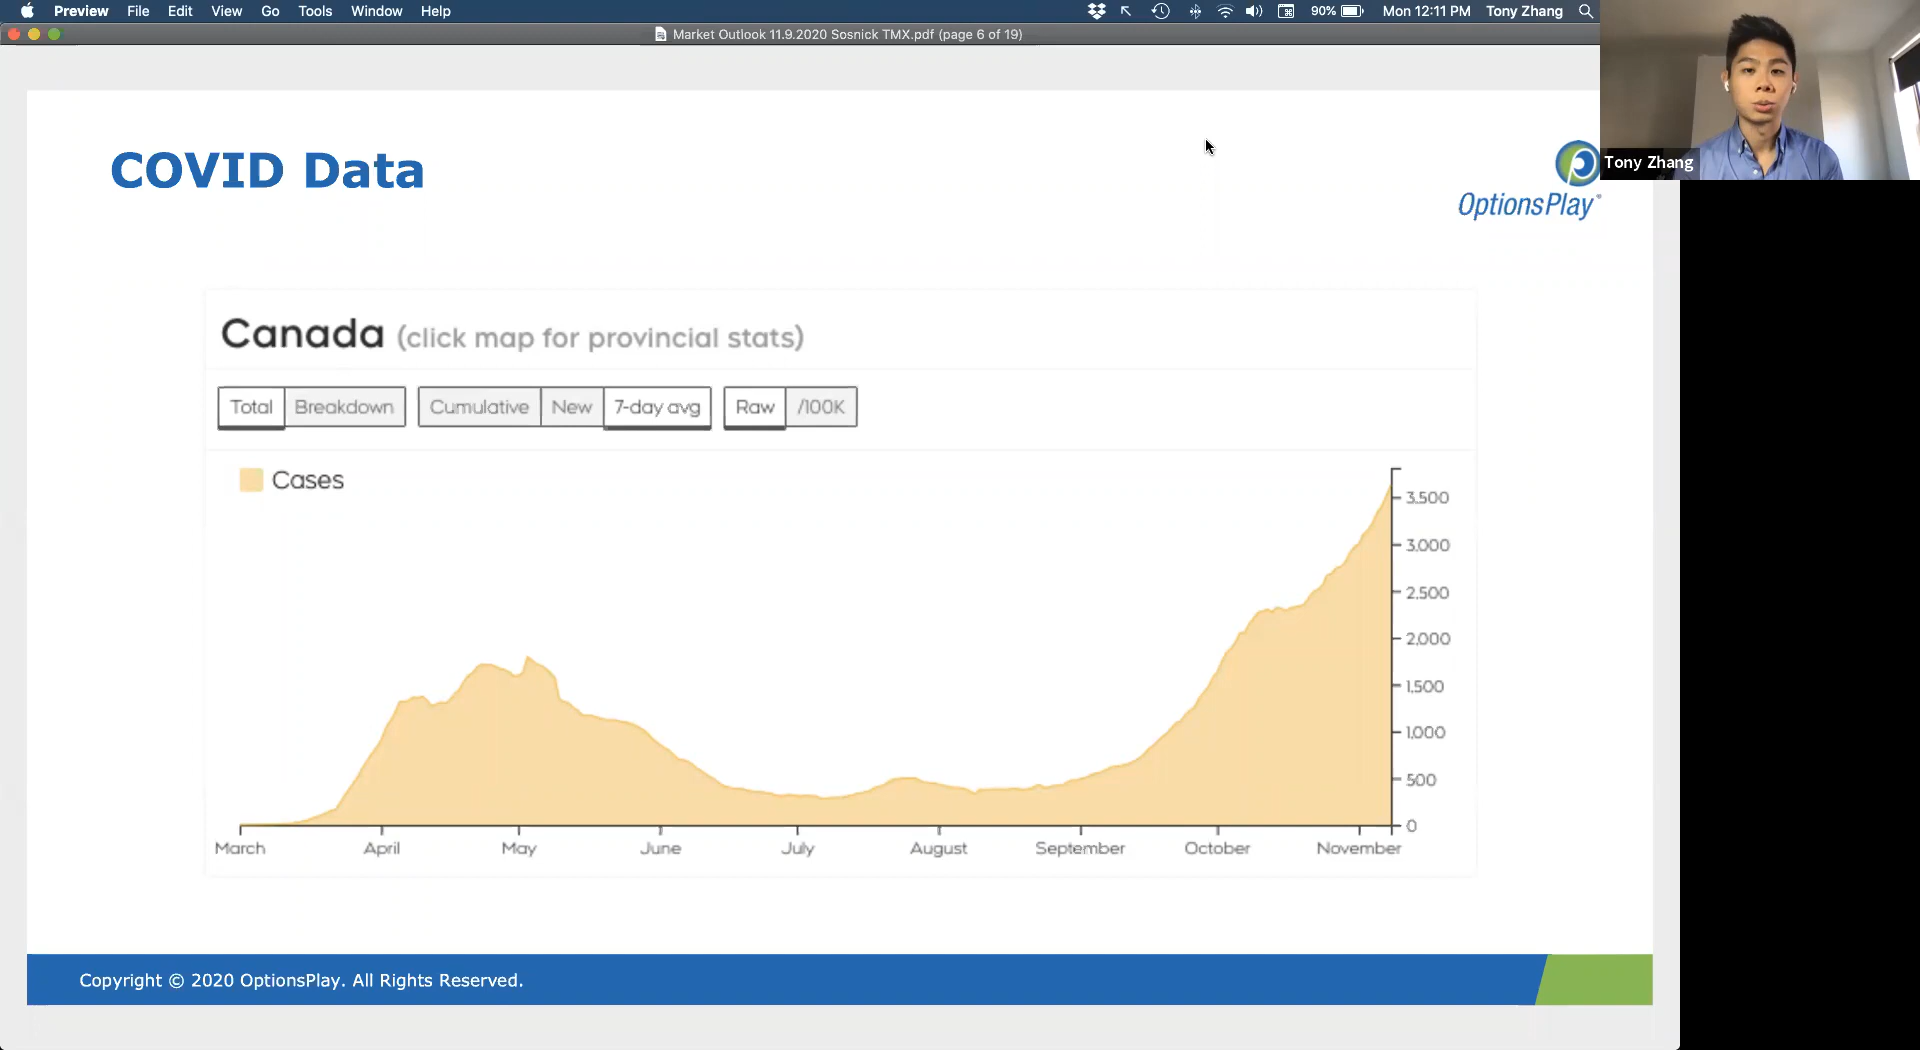 Preview File Edit View Go Tools Window Help 90% Mon 12:11 PM Tony Zhang
Market Outlook 11.9.2020 Sosnick TMX.pdf (page 6 of 19)
Tony Zhang
COVID Data
OptionsPlay
Canada (click map for provincial stats)
Total Breakdown Cumulative New 7-day avg Raw /100K
Cases
3,500
3,000
2,500
2,000
1,500
1,000
500
0
March April May June July August September October November
Copyright © 2020 OptionsPlay. All Rights Reserved.